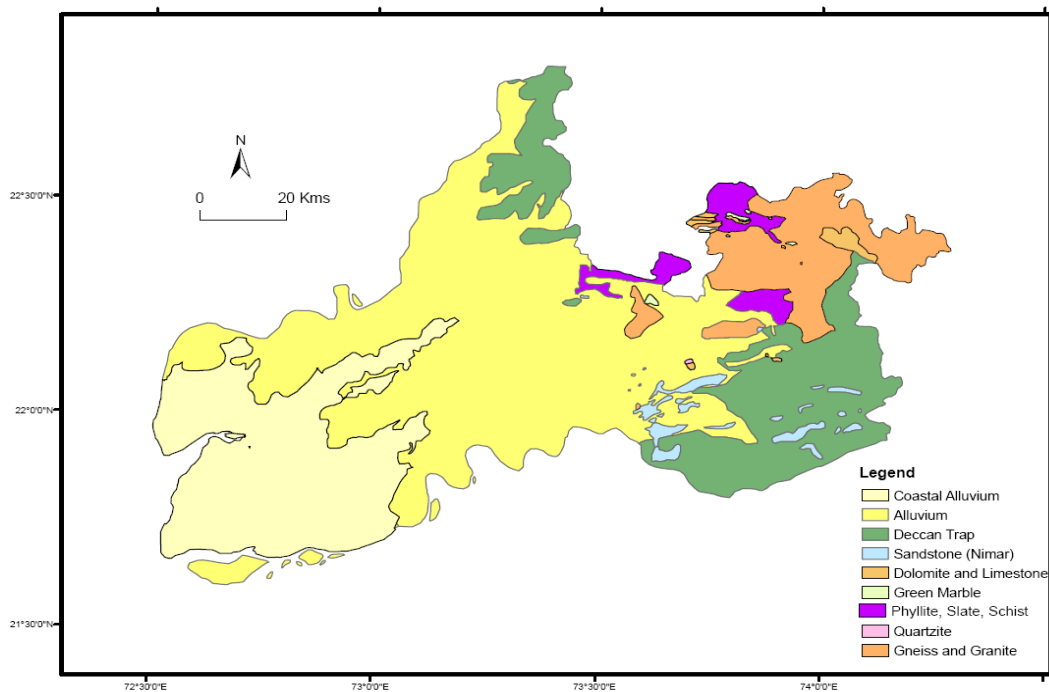 N
0 20 Kms
22°30'0"N
22°0'0"N
21°30'0"N
Legend
Coastal Alluvium
Alluvium
Deccan Trap
Sandstone (Nimar)
Dolomite and Limestone
Green Marble
Phyllite, Slate, Schist
Quartzite
Gneiss and Granite
72°30'0"E 73°0'0"E 73°30'0"E 74°0'0"E